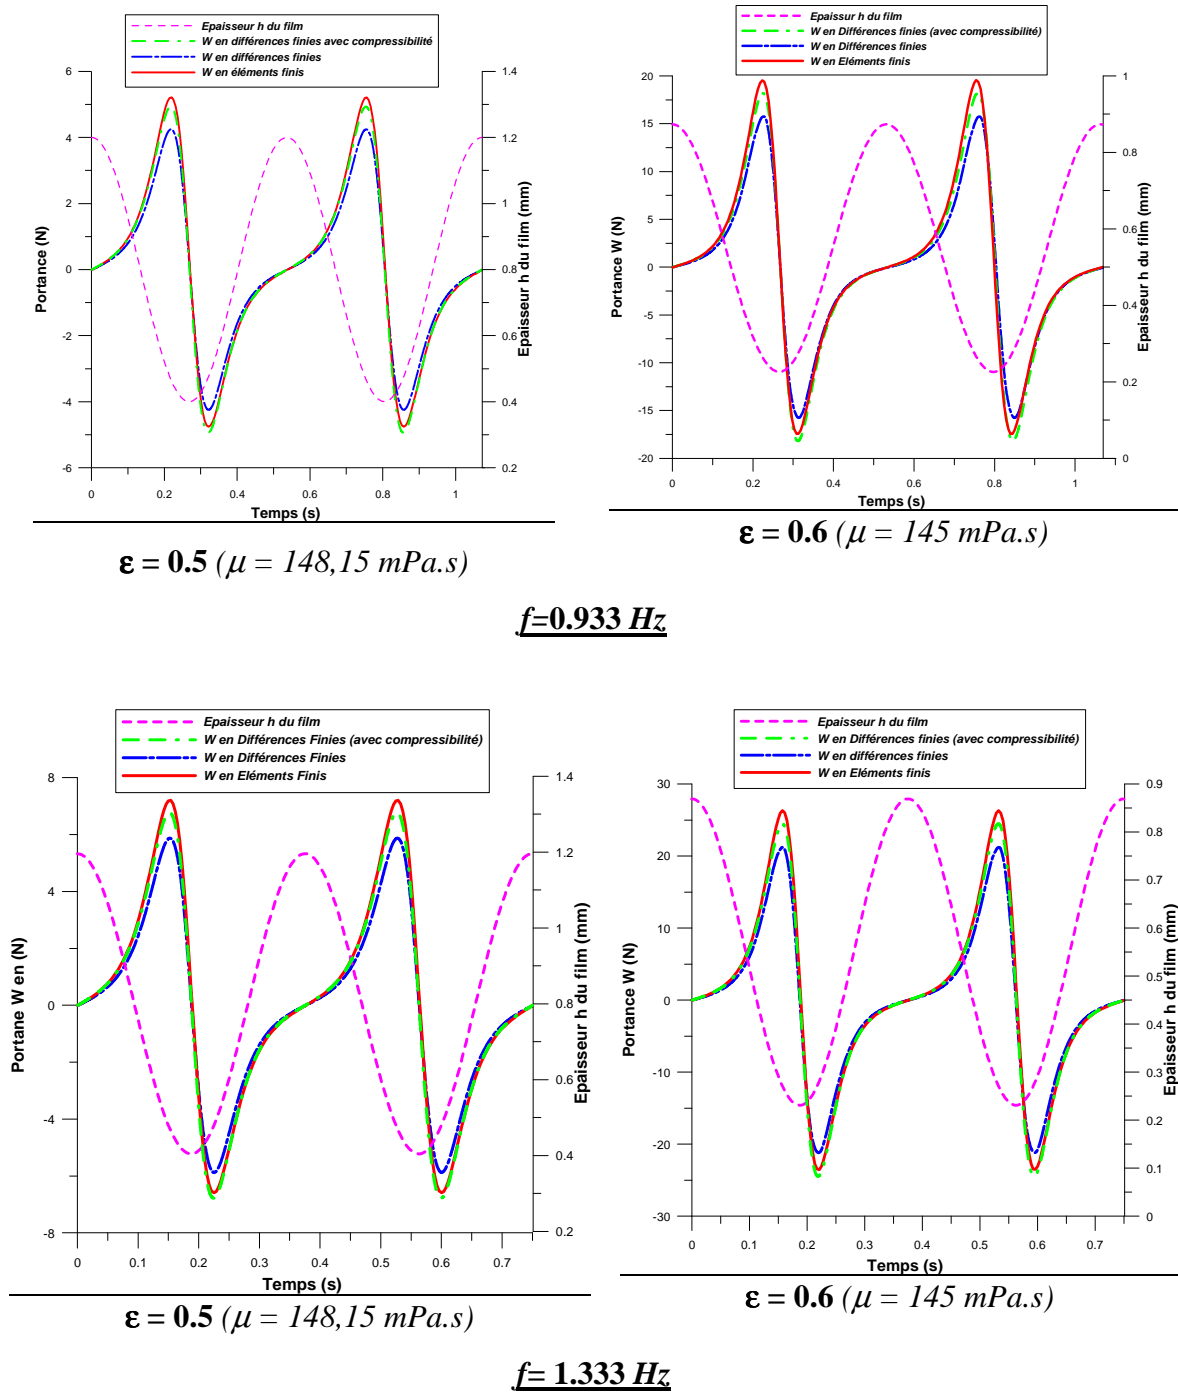 Epaisseur h du film
W en différences finies avec compressibilité
W en différences finies
W en éléments finis
6
4
2
0
-2
-4
-6
Portance (N)
1.4
1.2
1
0.8
0.6
0.4
0.2
Epaisseur h du film (mm)
0 0.2 0.4 0.6 0.8 1
Temps (s)
ε = 0.5 (μ = 148,15 mPa.s)
Epaissur h du film
W en Différences finies (avec compressibilité)
W en Différences finies
W en Eléments finis
20
15
10
5
0
-5
-10
-15
-20
Portance W (N)
1
0.8
0.6
0.4
0.2
0
Epaisseur h du film (mm)
0 0.2 0.4 0.6 0.8 1
Temps (s)
ε = 0.6 (μ = 145 mPa.s)
f=0.933 Hz
Epaisseur h du film
W en Différences Finies (avec compressibilité)
W en Différences Finies
W en Eléments Finis
8
4
0
-4
-8
Portane W en (N)
1.4
1.2
1
0.8
0.6
0.4
0.2
Epaisseur h du film (mm)
0 0.1 0.2 0.3 0.4 0.5 0.6 0.7
Temps (s)
ε = 0.5 (μ = 148,15 mPa.s)
Epaisseur h du film
W en Différences finies (avec compressibilité)
W en différences finies
W en Eléments finis
30
20
10
0
-10
-20
-30
Portance W (N)
0.9
0.8
0.7
0.6
0.5
0.4
0.3
0.2
0.1
0
Epaisseur h du film (mm)
0 0.1 0.2 0.3 0.4 0.5 0.6 0.7
Temps (s)
ε = 0.6 (μ = 145 mPa.s)
f= 1.333 Hz